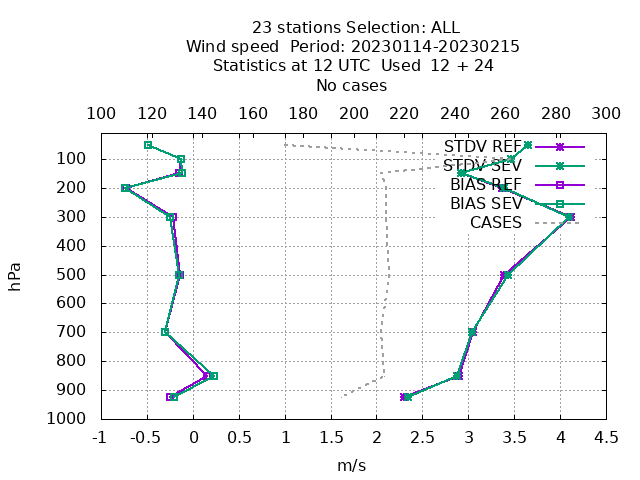 23 stations Selection: ALL
Wind speed  Period: 20230114-20230215
Statistics at 12 UTC  Used  12 + 24
No cases
100 120 140 160 180 200 220 240 260 280 300
STDV REF
STDV SEV
BIAS REF
BIAS SEV
CASES
hPa
100
200
300
400
500
600
700
800
900
1000
-1 -0.5 0 0.5 1 1.5 2 2.5 3 3.5 4 4.5
m/s